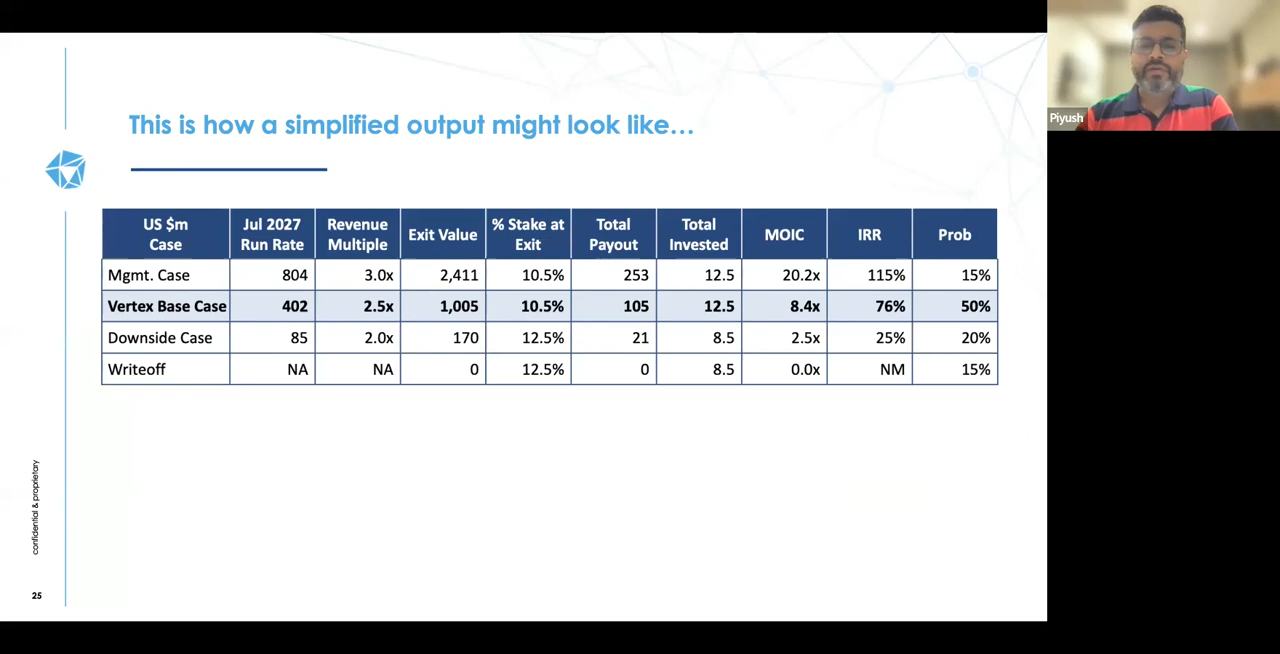 Piyush
This is how a simplified output might look like...
US $m Case | Jul 2027 Run Rate | Revenue Multiple | Exit Value | % Stake at Exit | Total Payout | Total Invested | MOIC | IRR | Prob
Mgmt. Case | 804 | 3.0x | 2,411 | 10.5% | 253 | 12.5 | 20.2x | 115% | 15%
Vertex Base Case | 402 | 2.5x | 1,005 | 10.5% | 105 | 12.5 | 8.4x | 76% | 50%
Downside Case | 85 | 2.0x | 170 | 12.5% | 21 | 8.5 | 2.5x | 25% | 20%
Writeoff | NA | NA | 0 | 12.5% | 0 | 8.5 | 0.0x | NM | 15%
confidential & proprietary
25